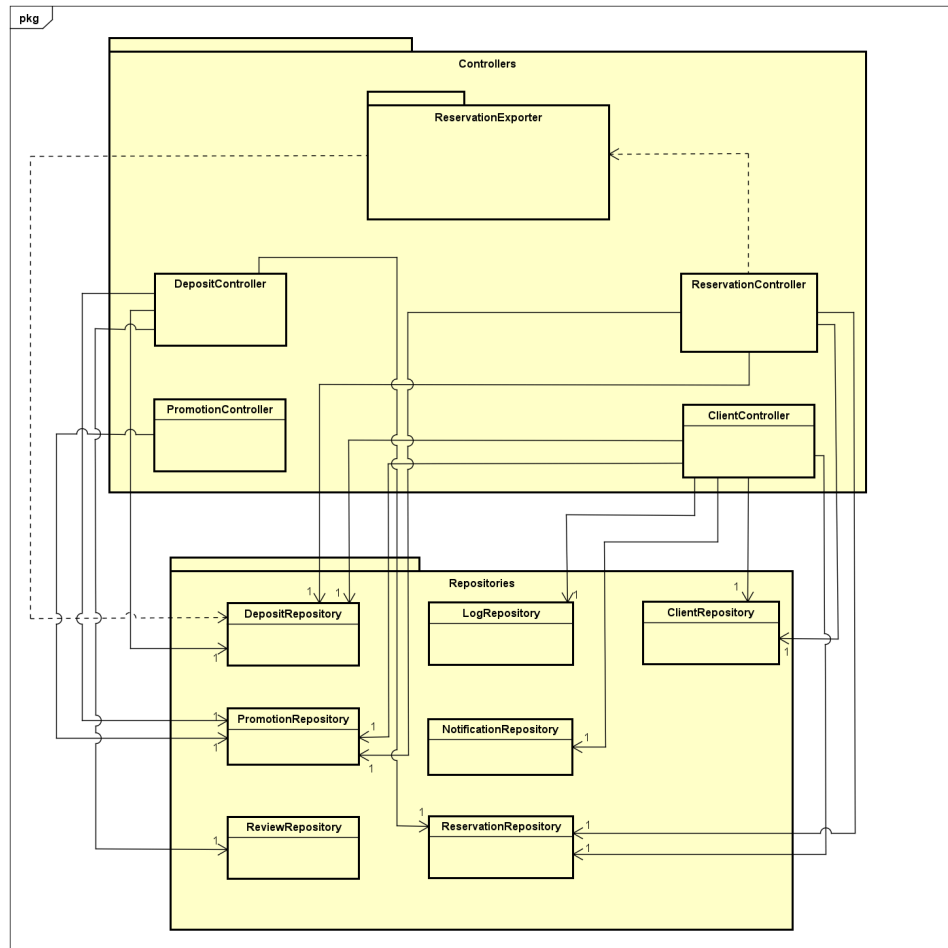 pkg
Controllers
ReservationExporter
DepositController
ReservationController
PromotionController
ClientController
Repositories
1
1
1
1
DepositRepository
LogRepository
ClientRepository
1
1
PromotionRepository
1
1
1
1
NotificationRepository
1
ReviewRepository
1
1
ReservationRepository
1
1